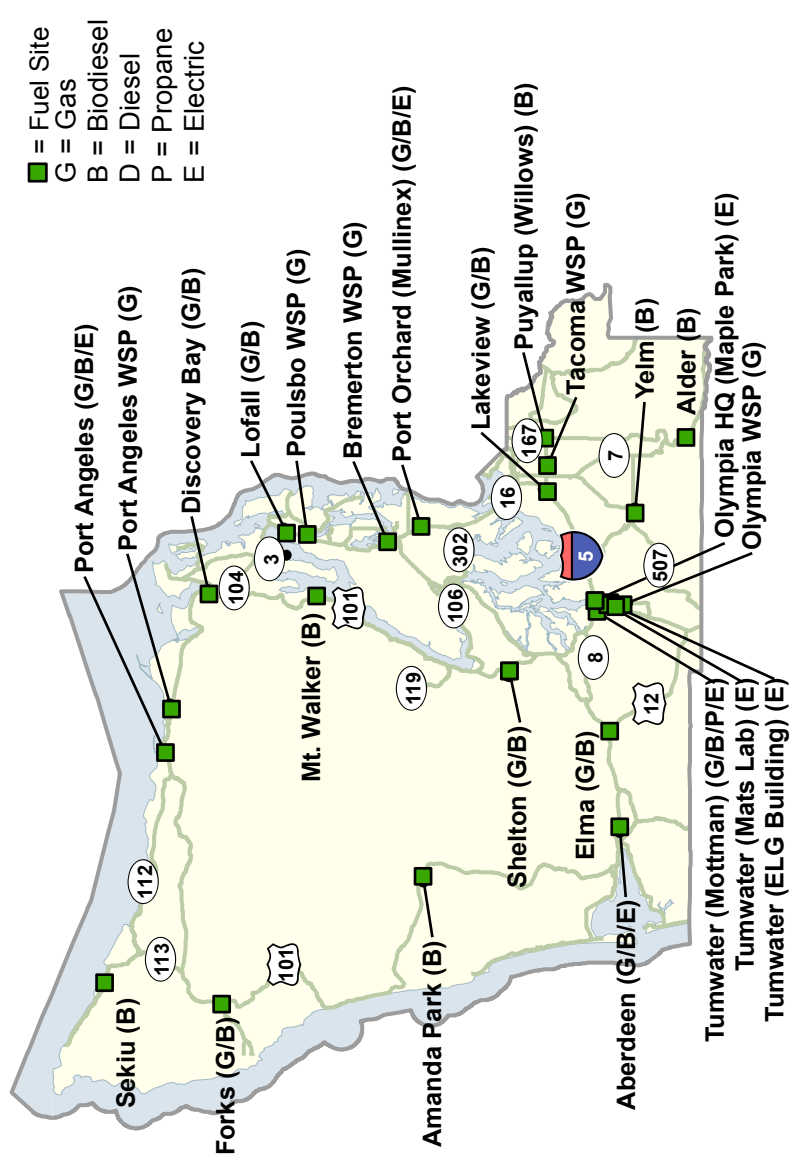 = Fuel Site
G = Gas
B = Biodiesel
D = Diesel
P = Propane
E = Electric
Port Angeles (G/B/E)
Port Angeles WSP (G)
Discovery Bay (G/B)
Lofall (G/B)
Poulsbo WSP (G)
Bremerton WSP (G)
Port Orchard (Mullinex) (G/B/E)
Lakeview (G/B)
Puyallup (Willows) (B)
Tacoma WSP (G)
Yelm (B)
Alder (B)
Olympia HQ (Maple Park) (E)
Olympia WSP (G)
Sekiu (B)
Forks (G/B)
Amanda Park (B)
Aberdeen (G/B/E)
Elma (G/B)
Shelton (G/B)
Mt. Walker (B)
Tumwater (Mottman) (G/B/P/E)
Tumwater (Mats Lab) (E)
Tumwater (ELG Building) (E)
112
113
101
104
3
101
119
106
302
16
167
7
5
507
8
12